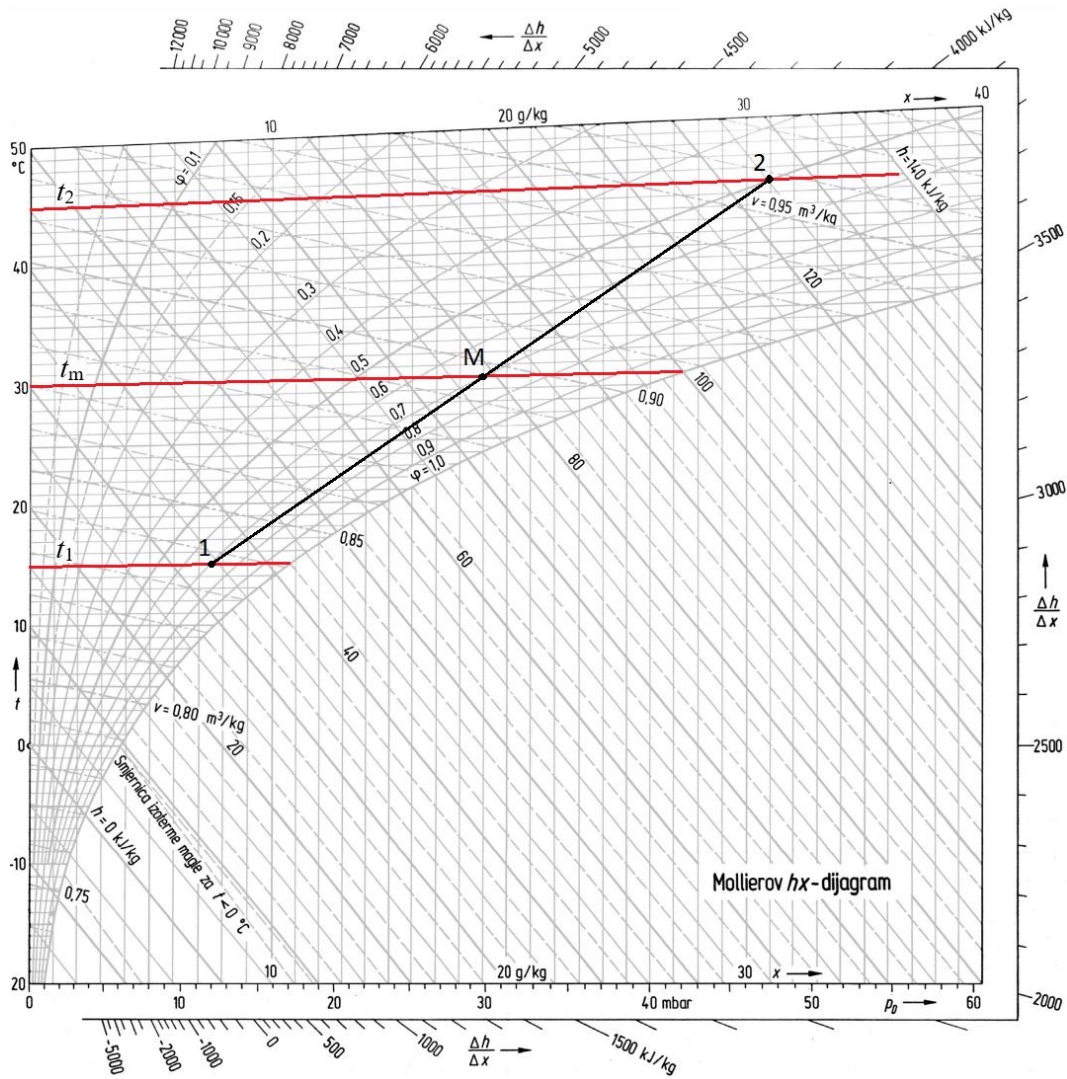 12000
10000
9000
8000
7000
6000
Δh
Δx
5000
4500
4000 kJ/kg
x
40
10
20 g/kg
30
50
°C
φ=0,1
h=140 kJ/kg
t2
0,15
2
v=0,95 m³/kg
0,2
3500
40
0,3
120
0,4
tm
M
0,5
30
0,6
100
0,90
0,7
0,8
0,9
80
φ=1,0
20
3000
t1
1
0,85
60
Δh
Δx
10
40
t
v=0,80 m³/kg
0
20
2500
Smjernica izoterme magle za t<0 °C
h=0 kJ/kg
-10
0,75
Mollierov hx-dijagram
10
20 g/kg
30
x
20
0
10
20
30
40 mbar
50
pD
60
2000
-5000
-2000
-1000
0
500
1000
Δh
Δx
1500 kJ/kg